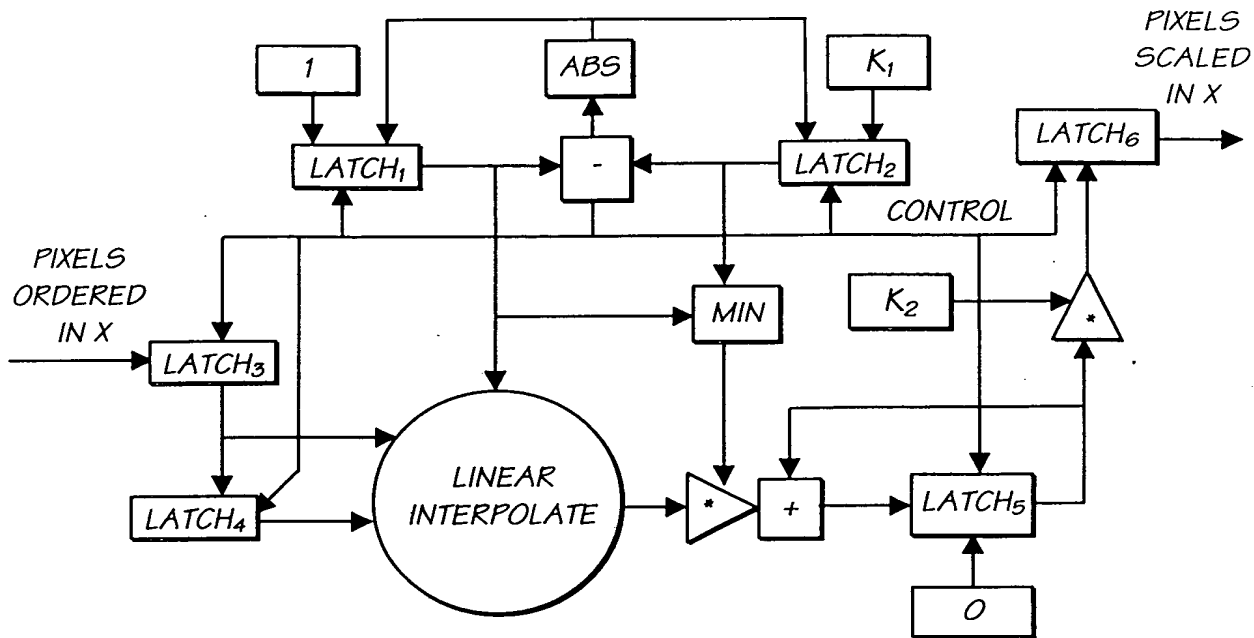 PIXELS
SCALED
IN X
1
ABS
K₁
LATCH₁
-
LATCH₂
LATCH₆
CONTROL
PIXELS
ORDERED
IN X
K₂
MIN
*
LATCH₃
LINEAR
INTERPOLATE
LATCH₄
*
+
LATCH₅
0